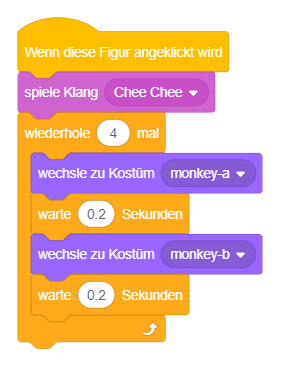 Wenn diese Figur angeklickt wird
spiele Klang Chee Chee
wiederhole 4 mal
wechsle zu Kostüm monkey-a
warte 0.2 Sekunden
wechsle zu Kostüm monkey-b
warte 0.2 Sekunden